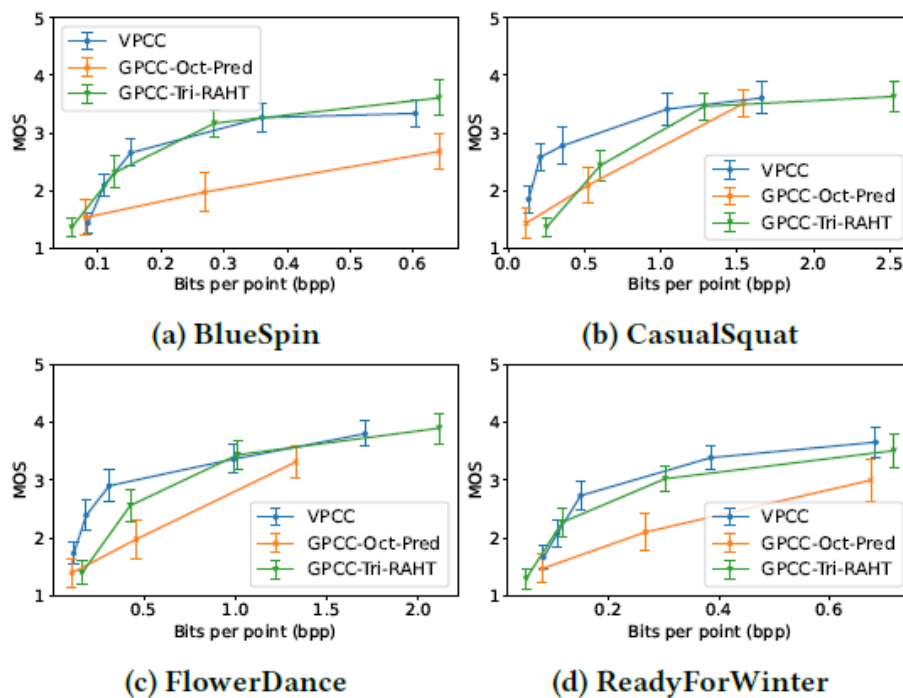 5
4
3
2
1
MOS
VPCC
GPCC-Oct-Pred
GPCC-Tri-RAHT
0.1 0.2 0.3 0.4 0.5 0.6
Bits per point (bpp)
(a) BlueSpin
5
4
3
2
1
MOS
VPCC
GPCC-Oct-Pred
GPCC-Tri-RAHT
0.0 0.5 1.0 1.5 2.0 2.5
Bits per point (bpp)
(b) CasualSquat
5
4
3
2
1
MOS
VPCC
GPCC-Oct-Pred
GPCC-Tri-RAHT
0.5 1.0 1.5 2.0
Bits per point (bpp)
(c) FlowerDance
5
4
3
2
1
MOS
VPCC
GPCC-Oct-Pred
GPCC-Tri-RAHT
0.2 0.4 0.6
Bits per point (bpp)
(d) ReadyForWinter